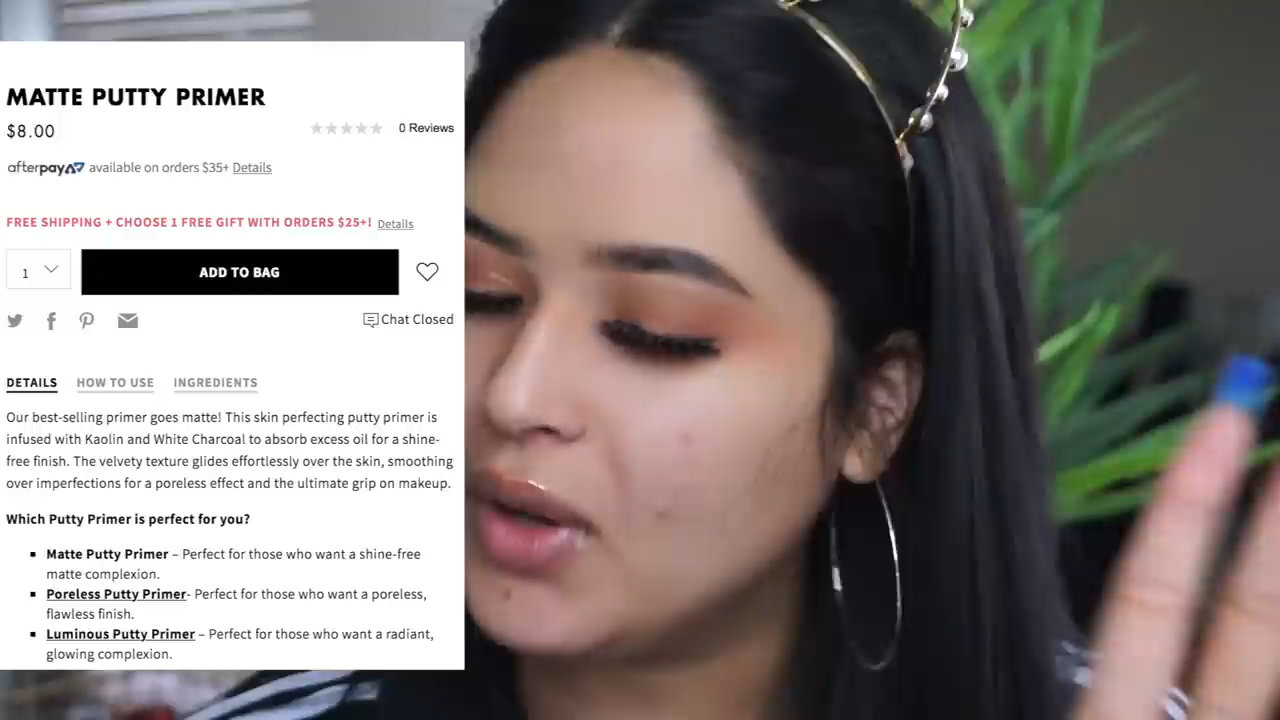 MATTE PUTTY PRIMER
$8.00
0 Reviews
afterpay available on orders $35+ Details
FREE SHIPPING + CHOOSE 1 FREE GIFT WITH ORDERS $25+! Details
1
ADD TO BAG
Chat Closed
DETAILS HOW TO USE INGREDIENTS
Our best-selling primer goes matte! This skin perfecting putty primer is
infused with Kaolin and White Charcoal to absorb excess oil for a shine-
free finish. The velvety texture glides effortlessly over the skin, smoothing
over imperfections for a poreless effect and the ultimate grip on makeup.
Which Putty Primer is perfect for you?
Matte Putty Primer – Perfect for those who want a shine-free
matte complexion.
Poreless Putty Primer- Perfect for those who want a poreless,
flawless finish.
Luminous Putty Primer – Perfect for those who want a radiant,
glowing complexion.